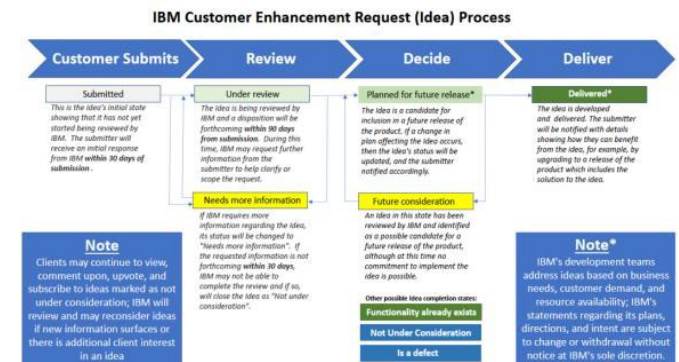 IBM Customer Enhancement Request (Idea) Process
Customer Submits
Review
Decide
Deliver
Submitted
This is the idea's initial state
showing that it has not yet
started being reviewed by
IBM. The submitter will
receive an initial response
from IBM within 30 days of
submission.
Under review
The idea is being reviewed by
IBM and a disposition will be
forthcoming within 90 days
from submission. During this
time, IBM may request further
information from the
submitter to help clarify or
scope the request.
Needs more information
If IBM requires more
information regarding the idea,
its status will be changed to
"Needs more information". If
the requested information is not
forthcoming within 30 days,
IBM may not be able to
complete the review and if so,
will close the idea as "Not under
consideration".
Planned for future release*
The idea is a candidate for
inclusion in a future release of
the product. If a change in
plan affecting the idea occurs,
then the idea's status will be
updated, and the submitter
notified accordingly.
Future consideration
An idea in this state has been
reviewed by IBM and identified
as a possible candidate for a
future release of the product,
although at this time no
commitment to implement the
idea is possible.
Other possible idea completion states:
Functionality already exists
Not Under Consideration
Is a defect
Delivered*
The idea is developed
and delivered. The submitter
will be notified with details
showing how they can benefit
from the idea, for example, by
upgrading to a release of the
product which includes the
solution to the idea.
Note
Clients may continue to view,
comment upon, upvote, and
subscribe to ideas marked as not
under consideration; IBM will
review and may reconsider ideas
if new information surfaces or
there is additional client interest
in an idea
Note*
IBM's development teams
address ideas based on business
needs, customer demand, and
resource availability; IBM's
statements regarding its plans,
directions, and intent are subject
to change or withdrawal without
notice at IBM's sole discretion.